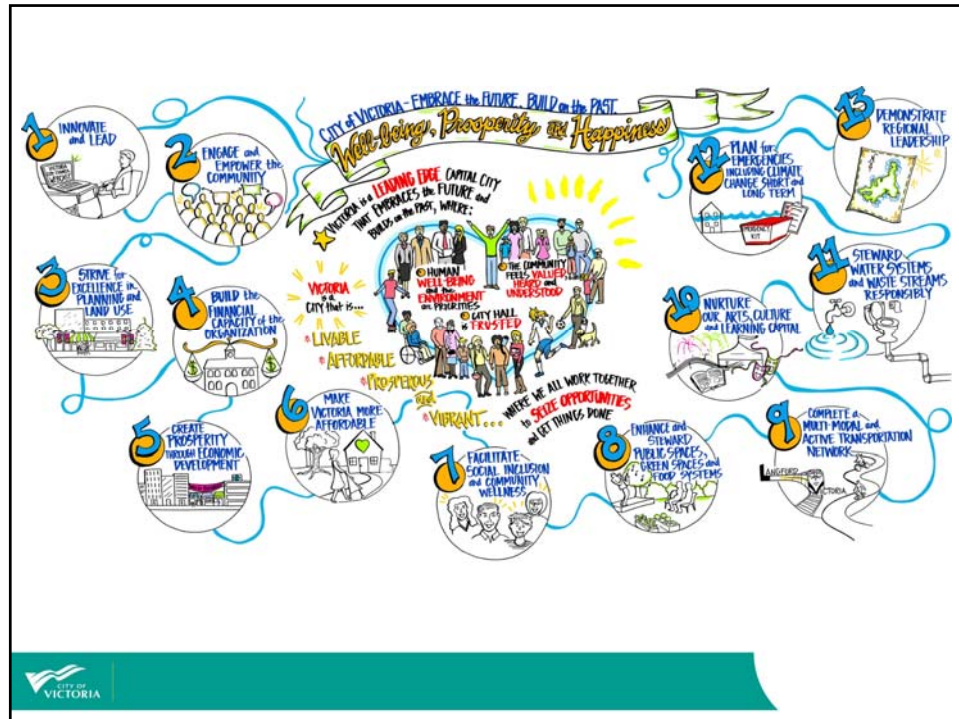 CITY of VICTORIA - EMBRACE the FUTURE, BUILD on the PAST.
Well-being, Prosperity and Happiness
VICTORIA is a LEADING EDGE CAPITAL CITY
THAT EMBRACES the FUTURE and
BUILDS on the PAST, WHERE:
HUMAN
WELL-BEING
and the
ENVIRONMENT
are PRIORITIES
THE COMMUNITY
FEELS VALUED
HEARD and
UNDERSTOOD
CITY HALL
is TRUSTED
VICTORIA
is a
CITY that is...
LIVABLE
AFFORDABLE
PROSPEROUS
and
VIBRANT...
WHERE WE ALL WORK TOGETHER
to SEIZE OPPORTUNITIES
and GET THINGS DONE
1
INNOVATE
and LEAD
2
ENGAGE and
EMPOWER the
COMMUNITY
3
STRIVE for
EXCELLENCE in
PLANNING and
LAND USE
4
BUILD the
FINANCIAL
CAPACITY of the
ORGANIZATION
$
$
5
CREATE
PROSPERITY
THROUGH ECONOMIC
DEVELOPMENT
6
MAKE
VICTORIA MORE
AFFORDABLE
7
FACILITATE
SOCIAL INCLUSION
and COMMUNITY
WELLNESS
8
ENHANCE and
STEWARD
PUBLIC SPACES,
GREEN SPACES and
FOOD SYSTEMS
9
COMPLETE a
MULTI-MODAL and
ACTIVE TRANSPORTATION
NETWORK
LANGFORD
VICTORIA
10
NURTURE
OUR ARTS, CULTURE
and LEARNING CAPITAL
11
STEWARD
WATER SYSTEMS
and WASTE STREAMS
RESPONSIBLY
12
PLAN for
EMERGENCIES
INCLUDING CLIMATE
CHANGE SHORT and
LONG TERM
EMERGENCY
KIT
13
DEMONSTRATE
REGIONAL
LEADERSHIP
CITY OF
VICTORIA